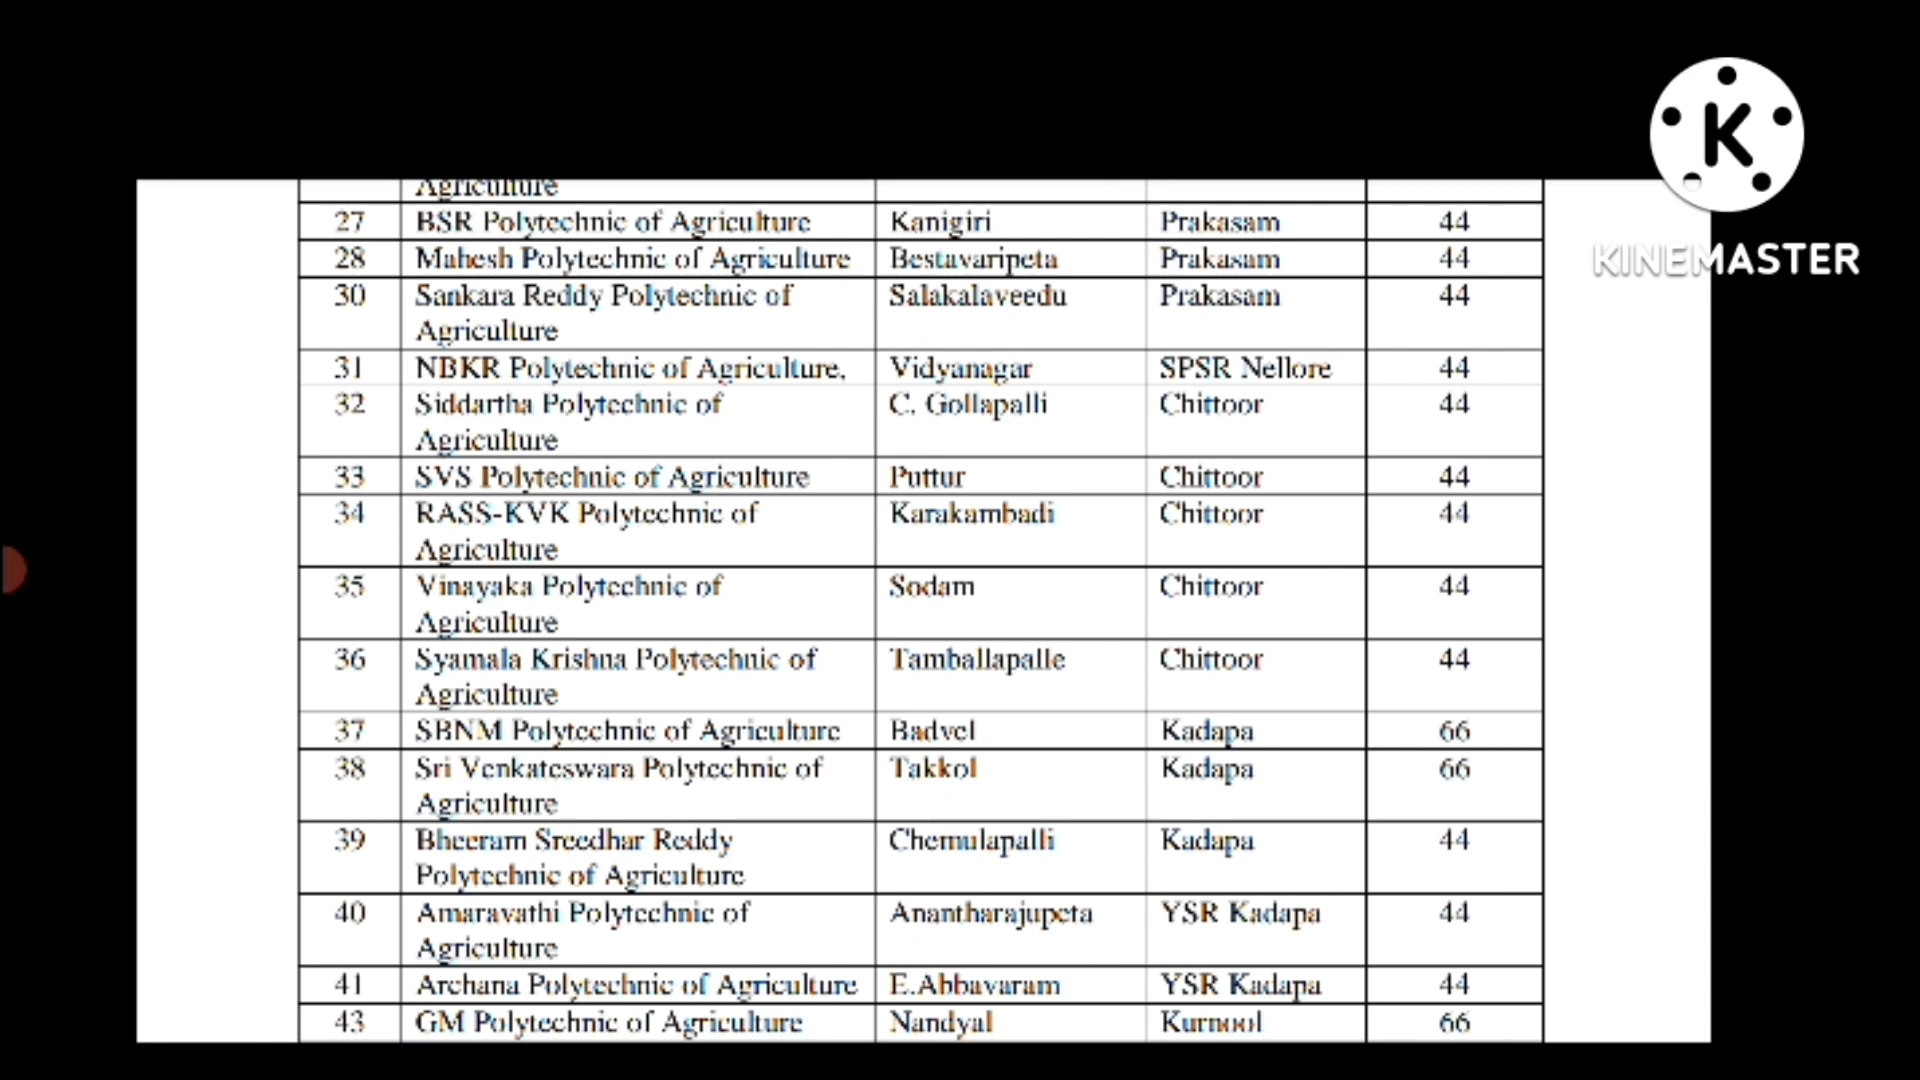 Agriculture
27 BSR Polytechnic of Agriculture Kanigiri Prakasam 44
28 Mahesh Polytechnic of Agriculture Bestavaripeta Prakasam 44
30 Sankara Reddy Polytechnic of Salakalaveedu Prakasam 44
Agriculture
31 NBKR Polytechnic of Agriculture, Vidyanagar SPSR Nellore 44
32 Siddartha Polytechnic of C. Gollapalli Chittoor 44
Agriculture
33 SVS Polytechnic of Agriculture Puttur Chittoor 44
34 RASS-KVK Polytechnic of Karakambadi Chittoor 44
Agriculture
35 Vinayaka Polytechnic of Sodam Chittoor 44
Agriculture
36 Syamala Krishna Polytechnic of Tamballapalle Chittoor 44
Agriculture
37 SBNM Polytechnic of Agriculture Badvel Kadapa 66
38 Sri Venkateswara Polytechnic of Takkol Kadapa 66
Agriculture
39 Bheeram Sreedhar Reddy Chemulapalli Kadapa 44
Polytechnic of Agriculture
40 Amaravathi Polytechnic of Anantharajupeta YSR Kadapa 44
Agriculture
41 Archana Polytechnic of Agriculture E.Abbavaram YSR Kadapa 44
43 GM Polytechnic of Agriculture Nandyal Kurnool 66
K
KINEMASTER